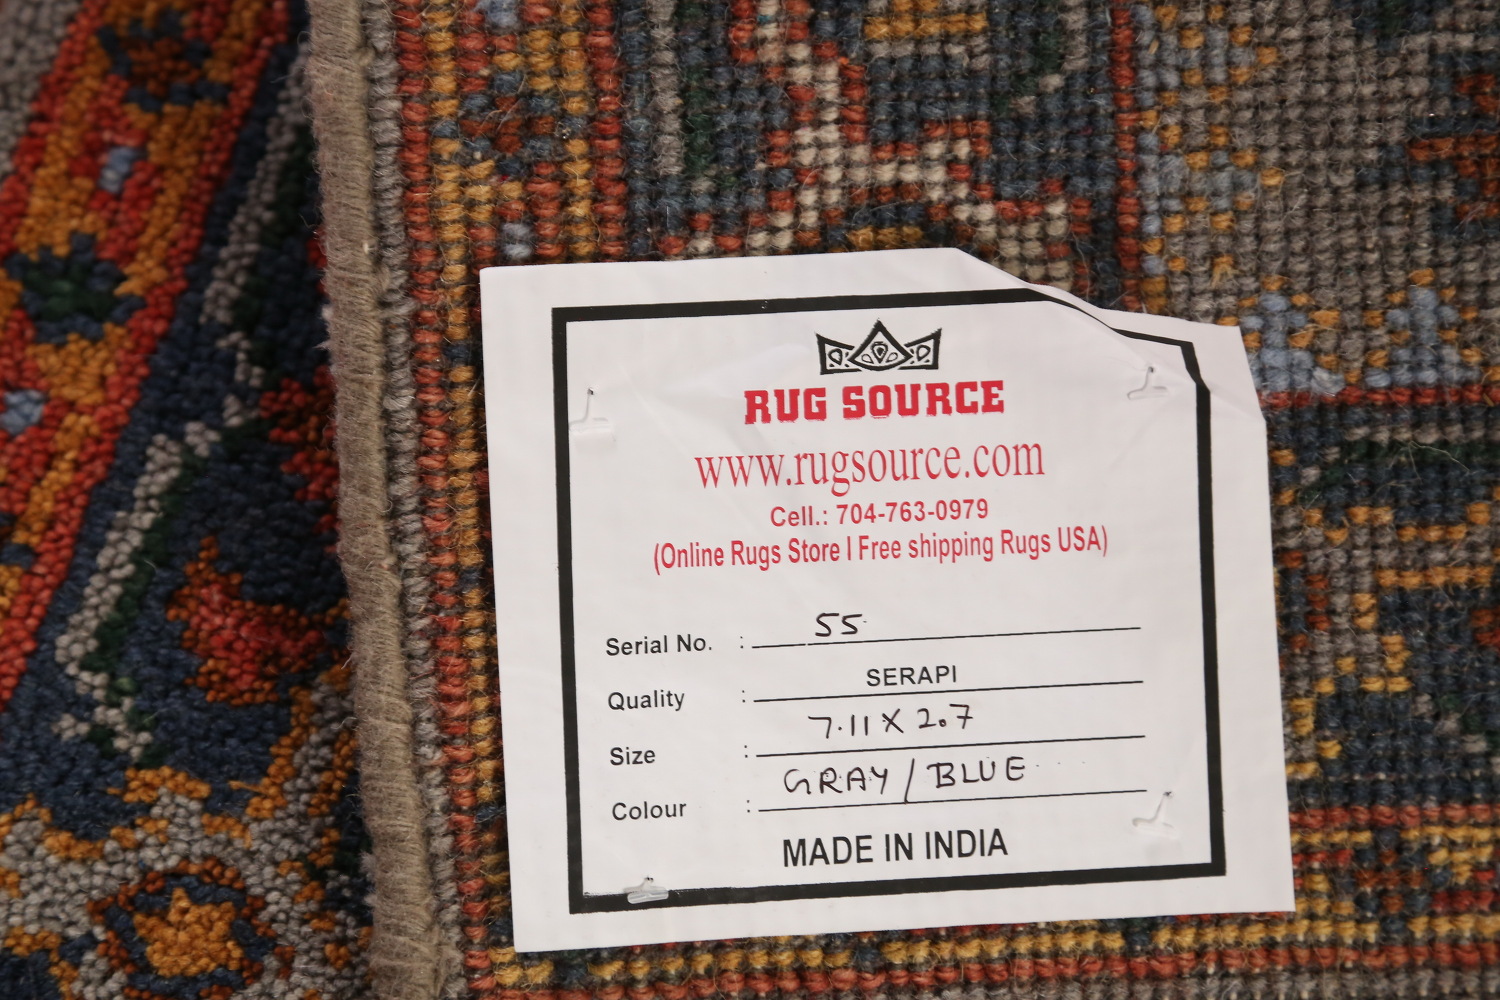 RUG SOURCE
www.rugsource.com
Cell.: 704-763-0979
(Online Rugs Store I Free shipping Rugs USA)
Serial No. : 55
Quality : SERAPI
Size : 7.11 X 2.7
Colour : GRAY / BLUE
MADE IN INDIA